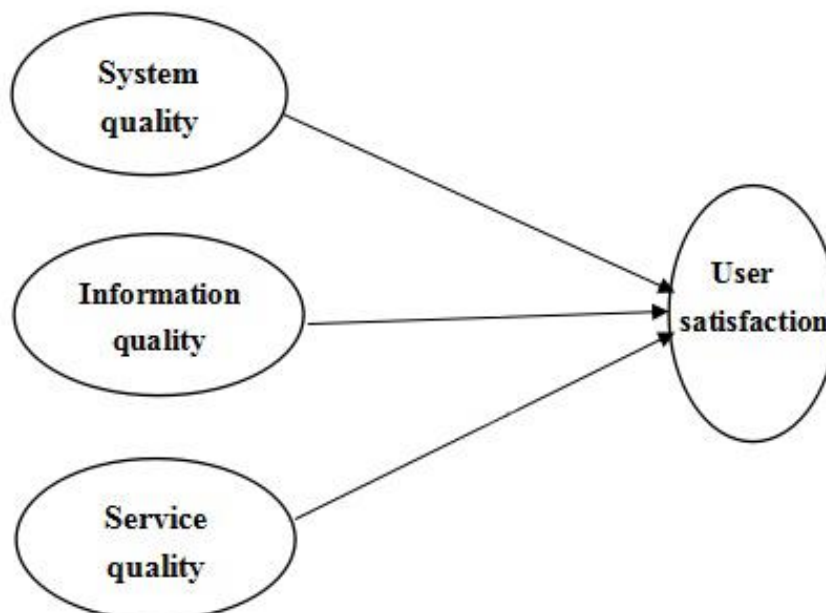 System
quality
Information
quality
Service
quality
User
satisfaction